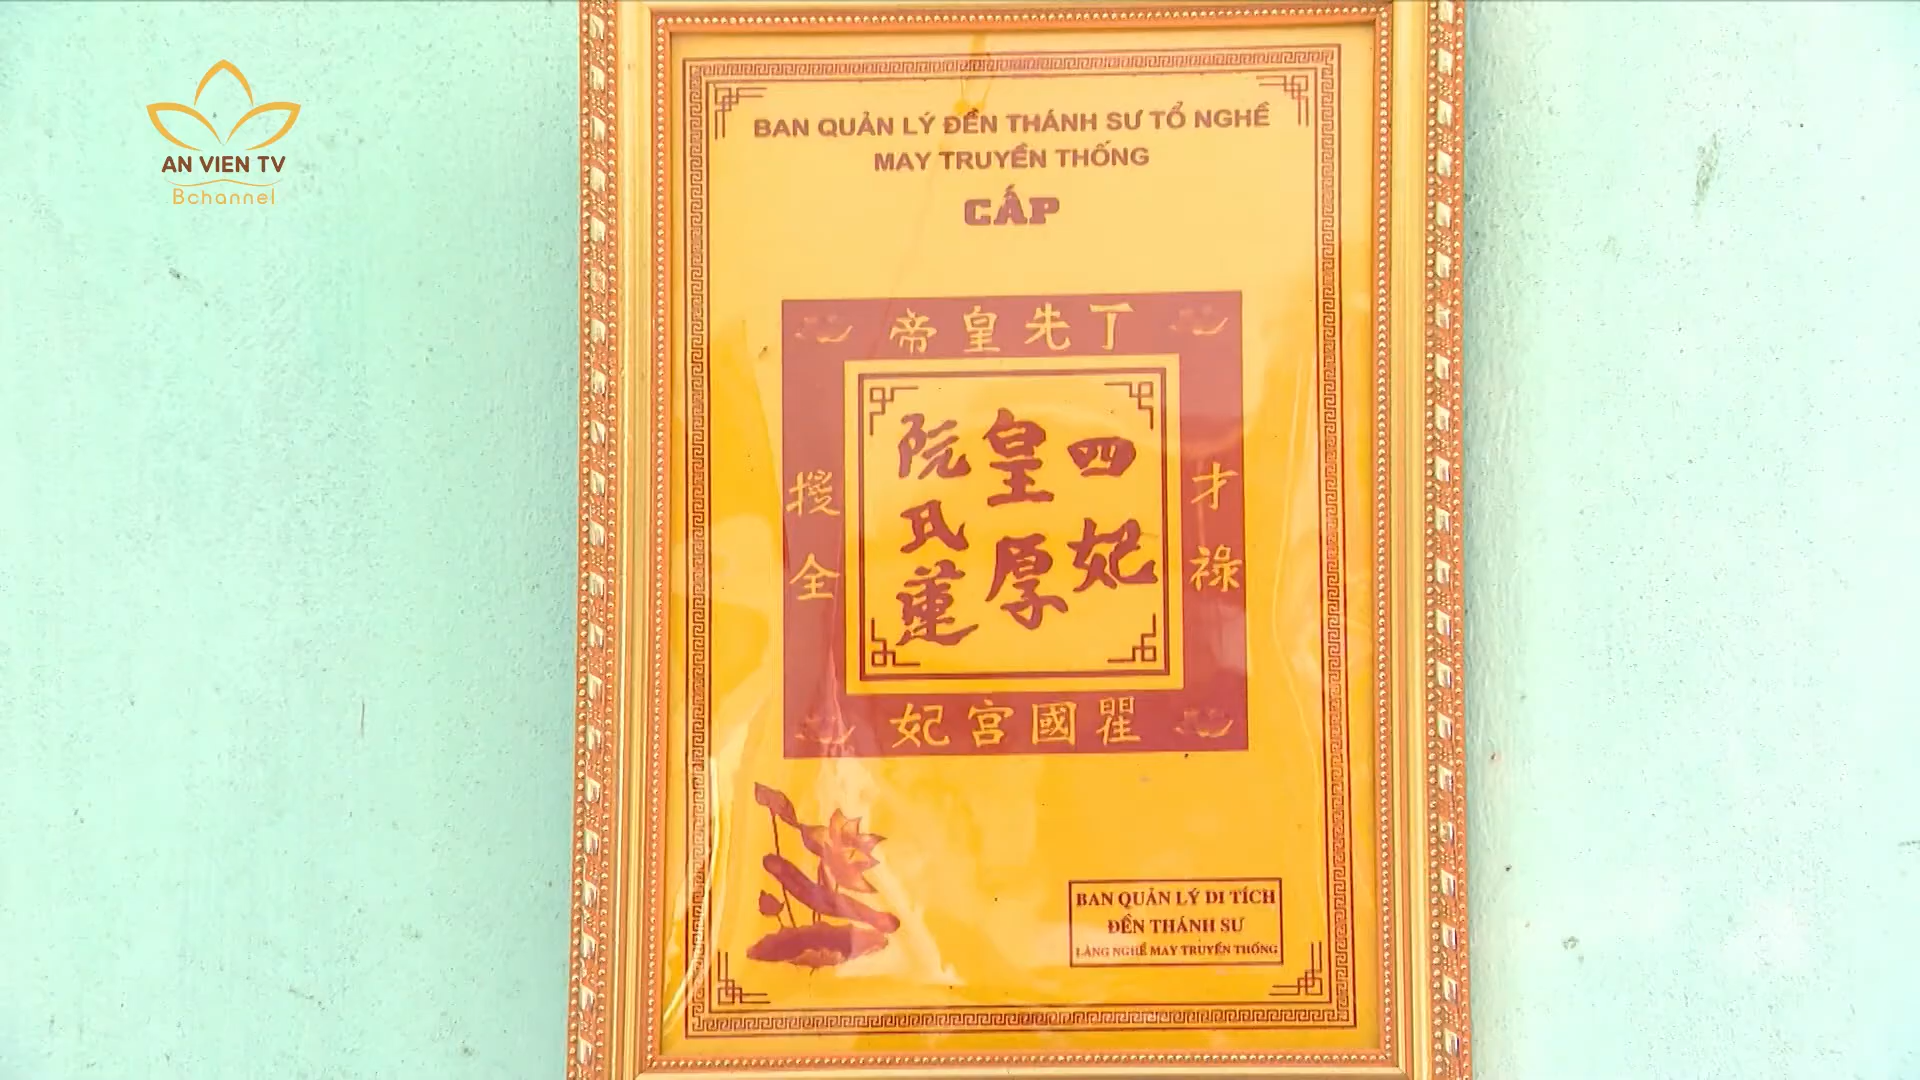 AN VIEN TV
Bchannel
BAN QUẢN LÝ ĐỀN THÁNH SƯ TỔ NGHỀ
MAY TRUYỀN THỐNG
CẤP
帝皇先丁
四妃
皇厚
阮氏蓮
才祿
全
妃宮國瞿
BAN QUẢN LÝ DI TÍCH
ĐỀN THÁNH SƯ
LÀNG NGHỀ MAY TRUYỀN THỐNG